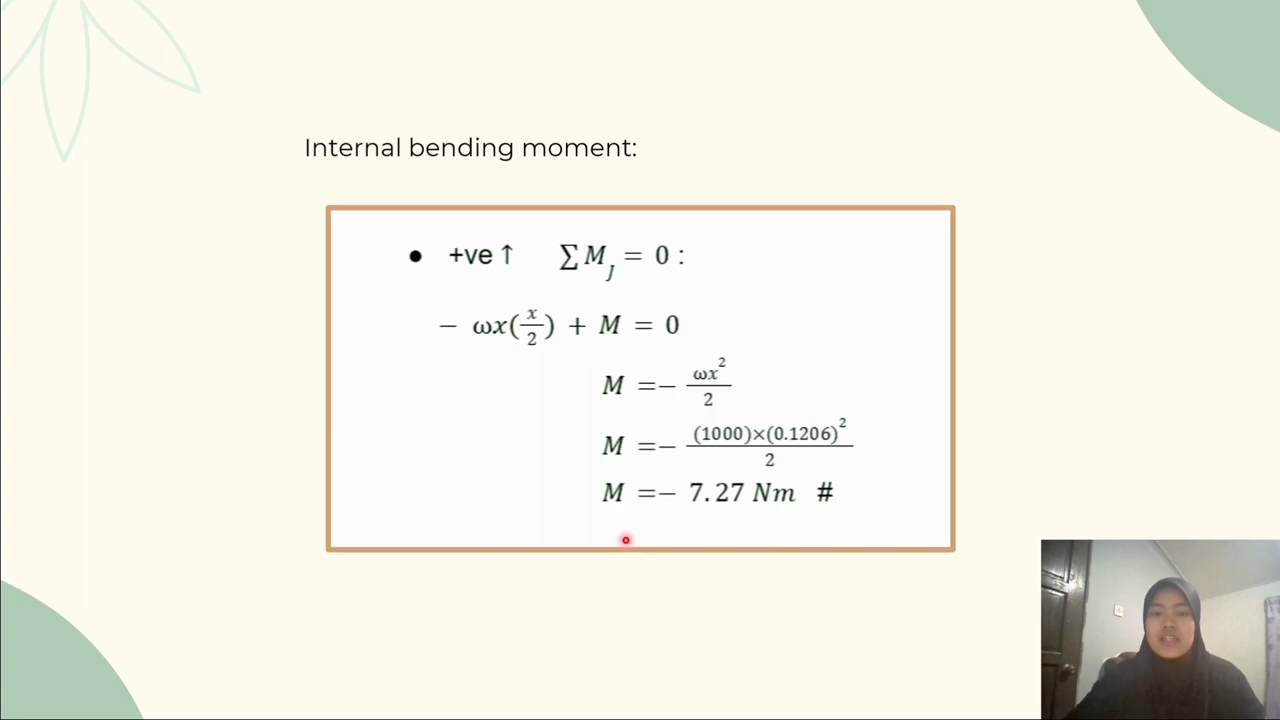 Internal bending moment:
● +ve ↑ ∑M_J = 0 :
− ωx(x/2) + M = 0
M =− ωx²/2
M =− (1000)×(0.1206)²/2
M =− 7.27 Nm #